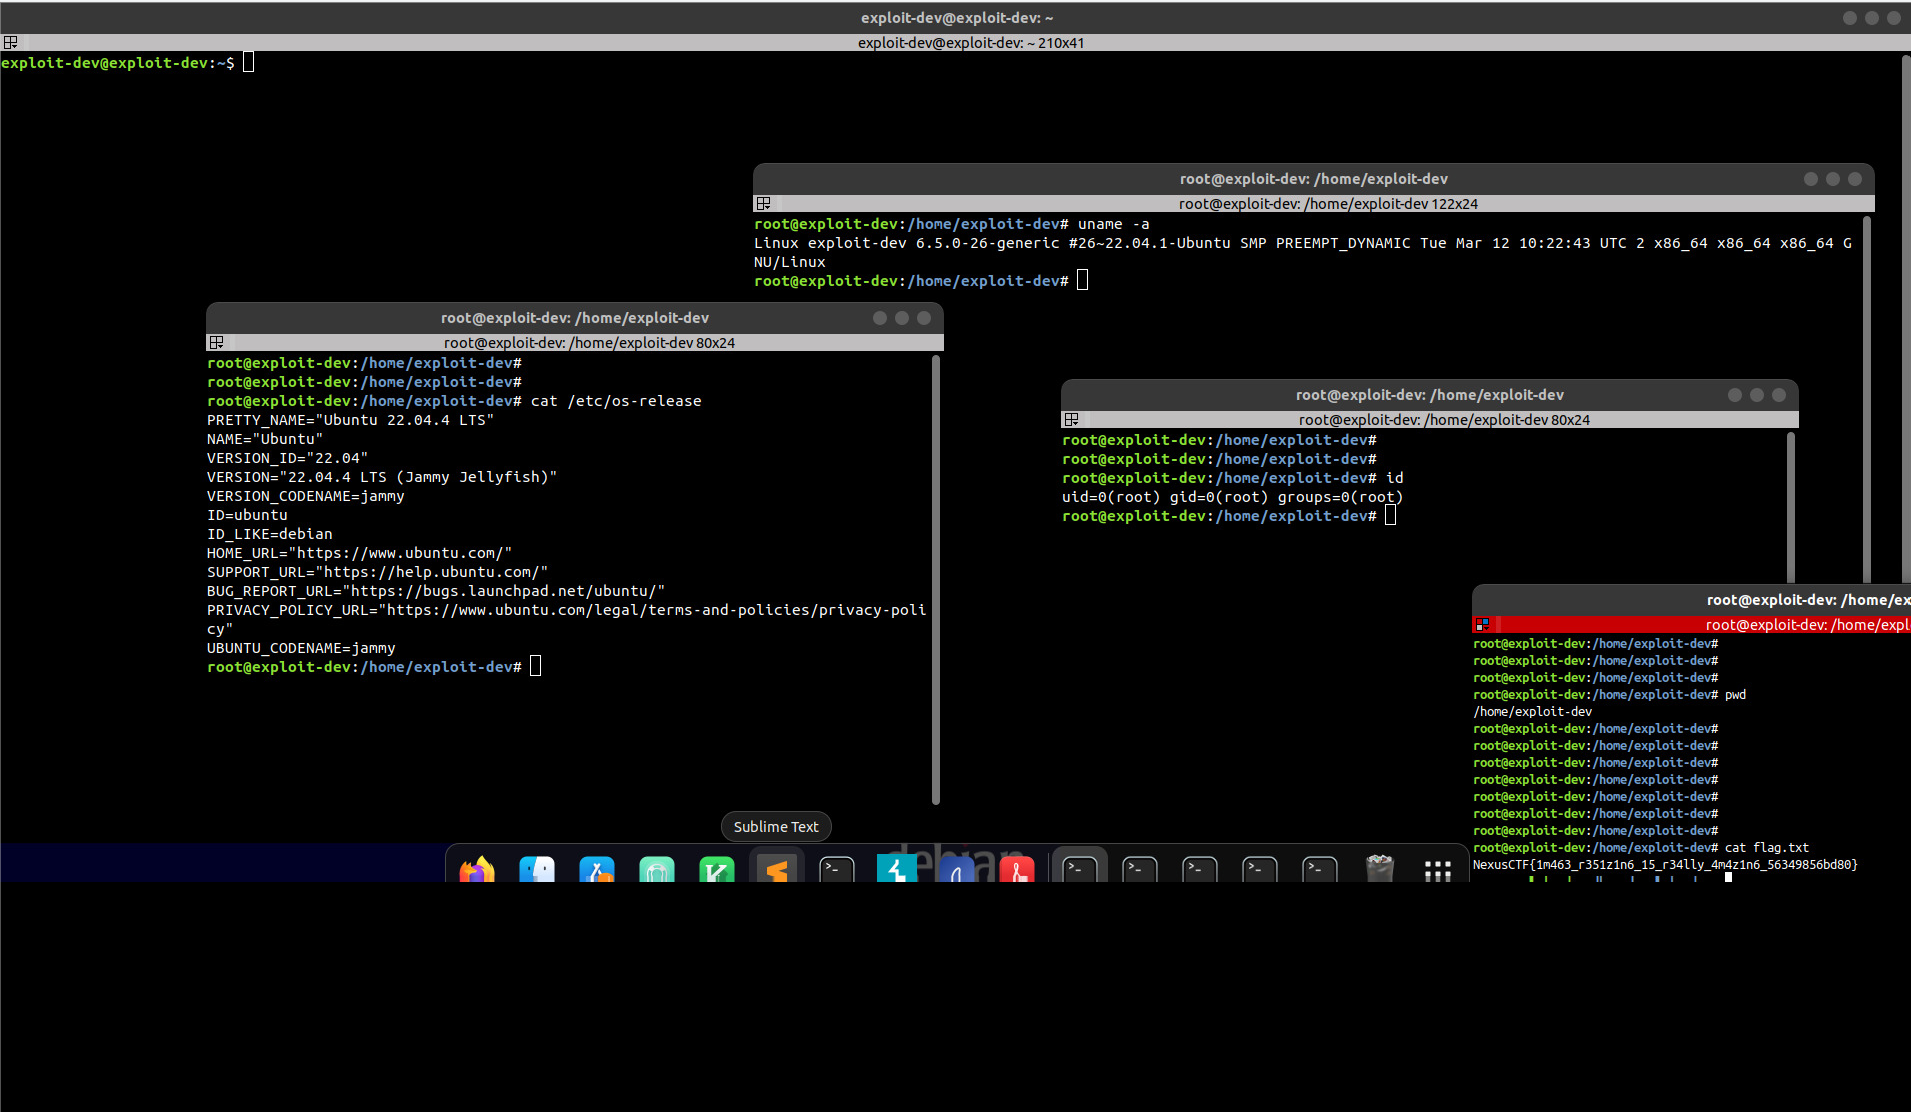 exploit-dev@exploit-dev: ~
exploit-dev@exploit-dev: ~ 210x41
exploit-dev@exploit-dev:~$
root@exploit-dev: /home/exploit-dev
root@exploit-dev: /home/exploit-dev 122x24
root@exploit-dev:/home/exploit-dev# uname -a
Linux exploit-dev 6.5.0-26-generic #26~22.04.1-Ubuntu SMP PREEMPT_DYNAMIC Tue Mar 12 10:22:43 UTC 2 x86_64 x86_64 x86_64 G
NU/Linux
root@exploit-dev:/home/exploit-dev#
root@exploit-dev: /home/exploit-dev
root@exploit-dev: /home/exploit-dev 80x24
root@exploit-dev:/home/exploit-dev#
root@exploit-dev:/home/exploit-dev#
root@exploit-dev:/home/exploit-dev# cat /etc/os-release
PRETTY_NAME="Ubuntu 22.04.4 LTS"
NAME="Ubuntu"
VERSION_ID="22.04"
VERSION="22.04.4 LTS (Jammy Jellyfish)"
VERSION_CODENAME=jammy
ID=ubuntu
ID_LIKE=debian
HOME_URL="https://www.ubuntu.com/"
SUPPORT_URL="https://help.ubuntu.com/"
BUG_REPORT_URL="https://bugs.launchpad.net/ubuntu/"
PRIVACY_POLICY_URL="https://www.ubuntu.com/legal/terms-and-policies/privacy-poli
cy"
UBUNTU_CODENAME=jammy
root@exploit-dev:/home/exploit-dev#
root@exploit-dev: /home/exploit-dev
root@exploit-dev: /home/exploit-dev 80x24
root@exploit-dev:/home/exploit-dev#
root@exploit-dev:/home/exploit-dev#
root@exploit-dev:/home/exploit-dev# id
uid=0(root) gid=0(root) groups=0(root)
root@exploit-dev:/home/exploit-dev#
root@exploit-dev: /home/ex
root@exploit-dev: /home/expl
root@exploit-dev:/home/exploit-dev#
root@exploit-dev:/home/exploit-dev#
root@exploit-dev:/home/exploit-dev#
root@exploit-dev:/home/exploit-dev# pwd
/home/exploit-dev
root@exploit-dev:/home/exploit-dev#
root@exploit-dev:/home/exploit-dev#
root@exploit-dev:/home/exploit-dev#
root@exploit-dev:/home/exploit-dev#
root@exploit-dev:/home/exploit-dev#
root@exploit-dev:/home/exploit-dev#
root@exploit-dev:/home/exploit-dev#
root@exploit-dev:/home/exploit-dev# cat flag.txt
NexusCTF{1m463_r351z1n6_15_r34lly_4m4z1n6_56349856bd80}
Sublime Text
debian